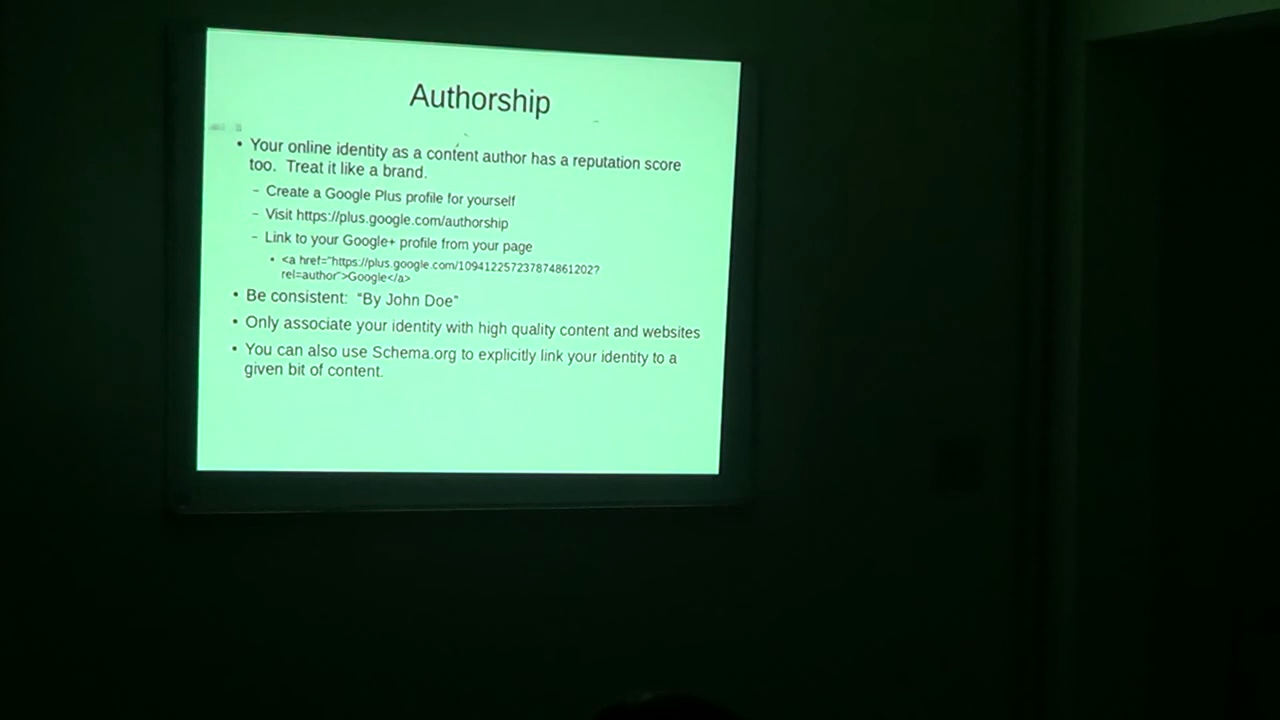 Authorship
• Your online identity as a content author has a reputation score
too. Treat it like a brand.
– Create a Google Plus profile for yourself
– Visit https://plus.google.com/authorship
– Link to your Google+ profile from your page
• <a href="https://plus.google.com/109412257237874861202?
rel=author">Google</a>
• Be consistent: "By John Doe"
• Only associate your identity with high quality content and websites
• You can also use Schema.org to explicitly link your identity to a
given bit of content.